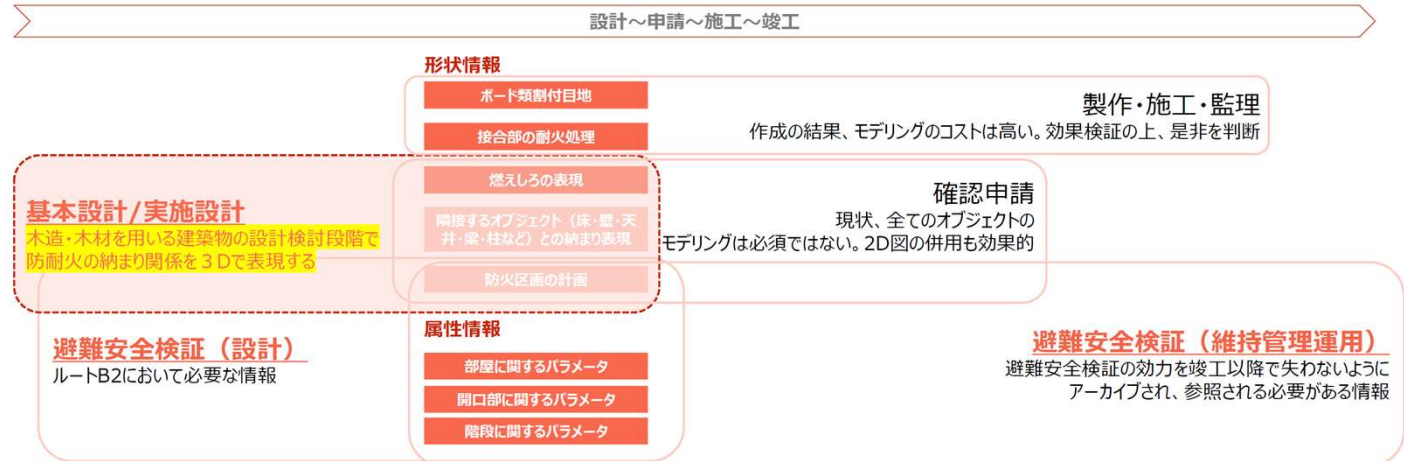 設計～申請～施工～竣工
形状情報
ボード類割付目地
接合部の耐火処理
製作・施工・監理
作成の結果、モデリングのコストは高い。効果検証の上、是非を判断
燃えしろの表現
隣接するオブジェクト（床・壁・天
井・梁・柱など）との納まり表現
防火区画の計画
基本設計/実施設計
木造・木材を用いる建築物の設計検討段階で
防耐火の納まり関係を３Dで表現する
確認申請
現状、全てのオブジェクトの
モデリングは必須ではない。2D図の併用も効果的
避難安全検証（設計）
ルートB2において必要な情報
属性情報
部屋に関するパラメータ
開口部に関するパラメータ
階段に関するパラメータ
避難安全検証（維持管理運用）
避難安全検証の効力を竣工以降で失わないように
アーカイブされ、参照される必要がある情報